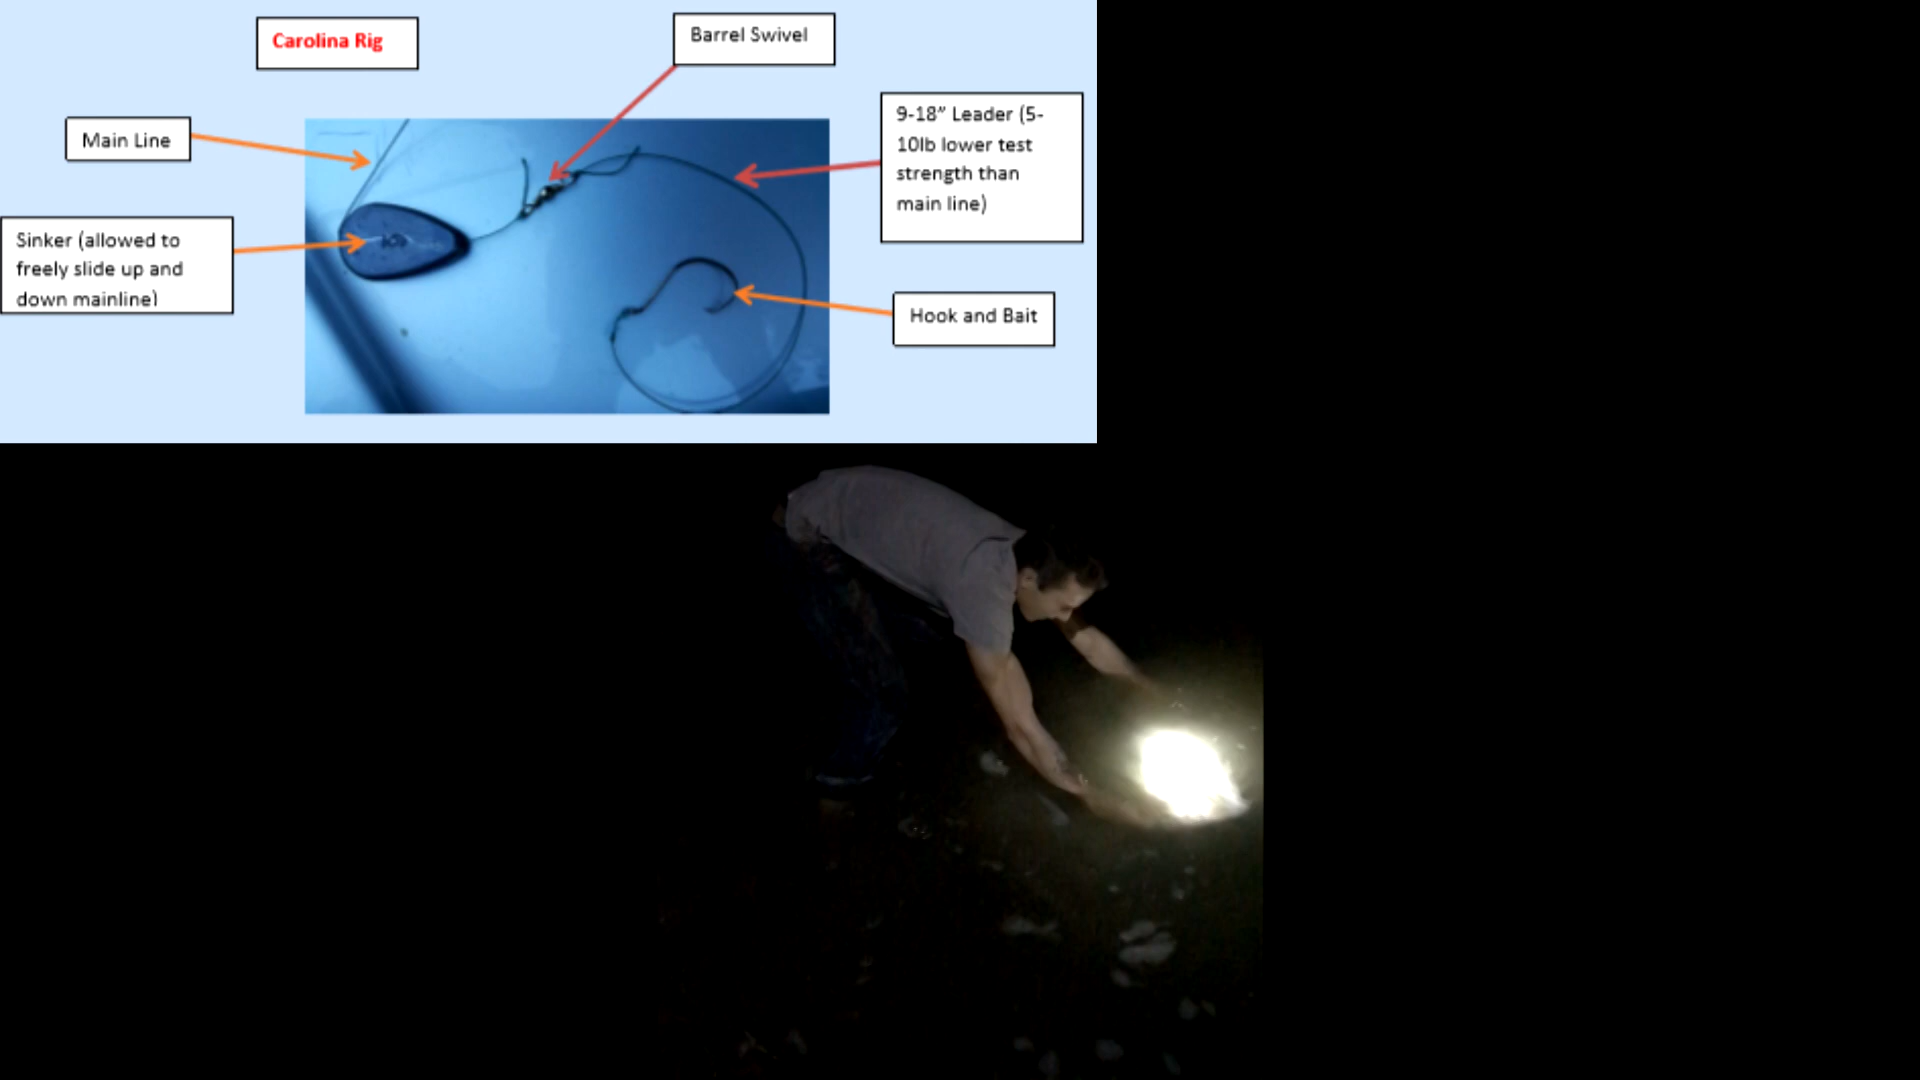 Carolina Rig
Barrel Swivel
Main Line
9-18” Leader (5-
10lb lower test
strength than
main line)
Sinker (allowed to
freely slide up and
down mainline)
Hook and Bait